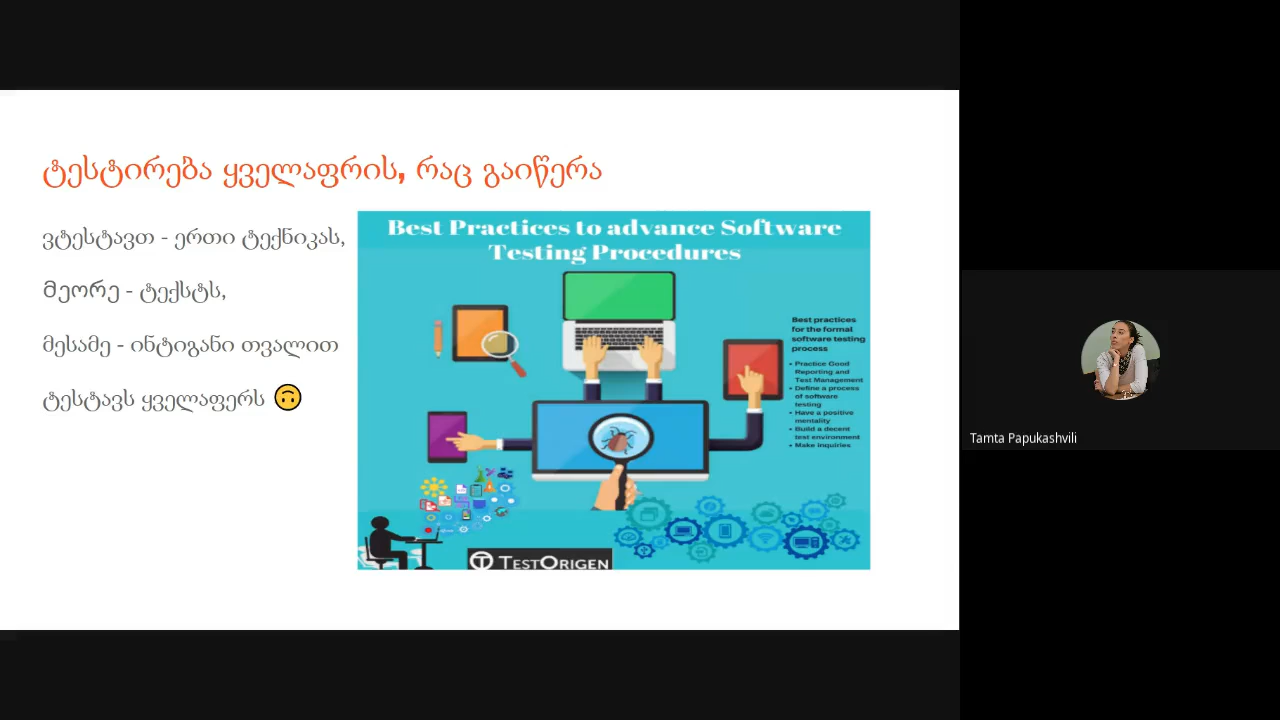 ტესტირება ყველაფრის, რაც გაიწერა
ვტესტავთ - ერთი ტექნიკას,
მეორე - ტექსტს,
მესამე - ინტიგანი თვალით
ტესტავს ყველაფერს 🙃
Best Practices to advance Software
Testing Procedures
Best practices
for the formal
software testing
process
• Practice Good
Reporting and
Test Management
• Define a process
of software
testing
• Have a positive
mentality
• Build a decent
test environment
• Make inquiries
TESTORIGEN
Tamta Papukashvili